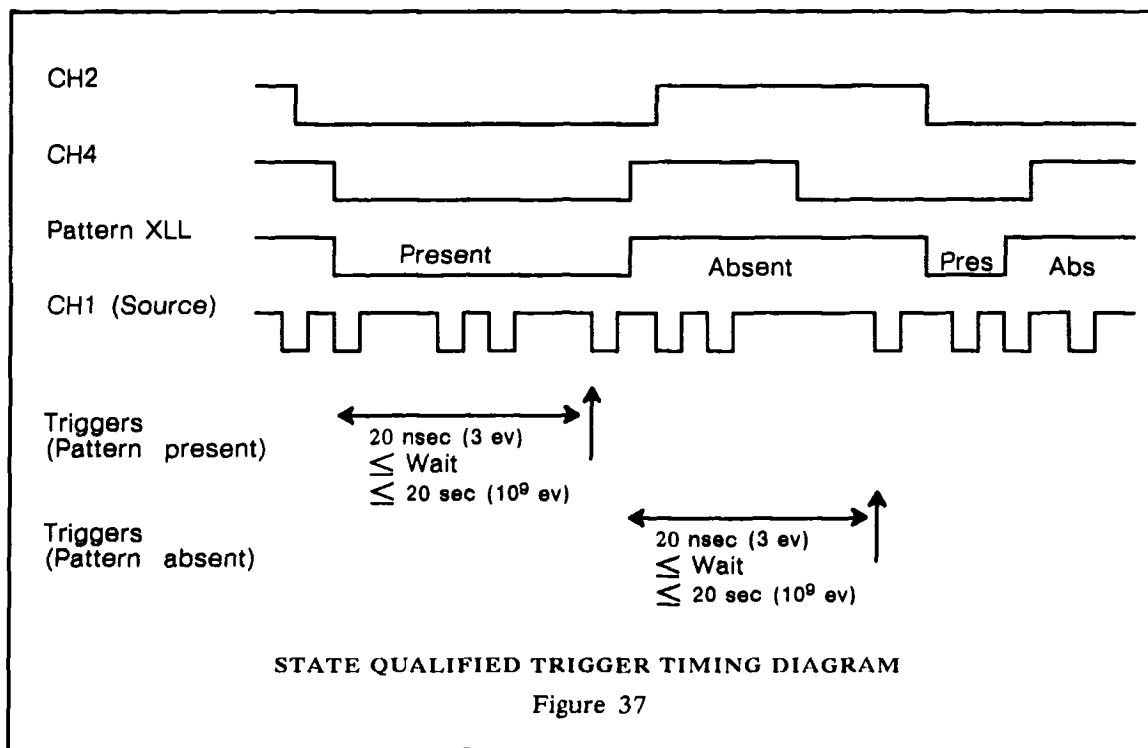 CH2
CH4
Pattern XLL
Present
Absent
Pres
Abs
CH1 (Source)
Triggers
(Pattern present)
20 nsec (3 ev)
≤ Wait
≤ 20 sec (10⁹ ev)
Triggers
(Pattern absent)
20 nsec (3 ev)
≤ Wait
≤ 20 sec (10⁹ ev)
STATE QUALIFIED TRIGGER TIMING DIAGRAM
Figure 37